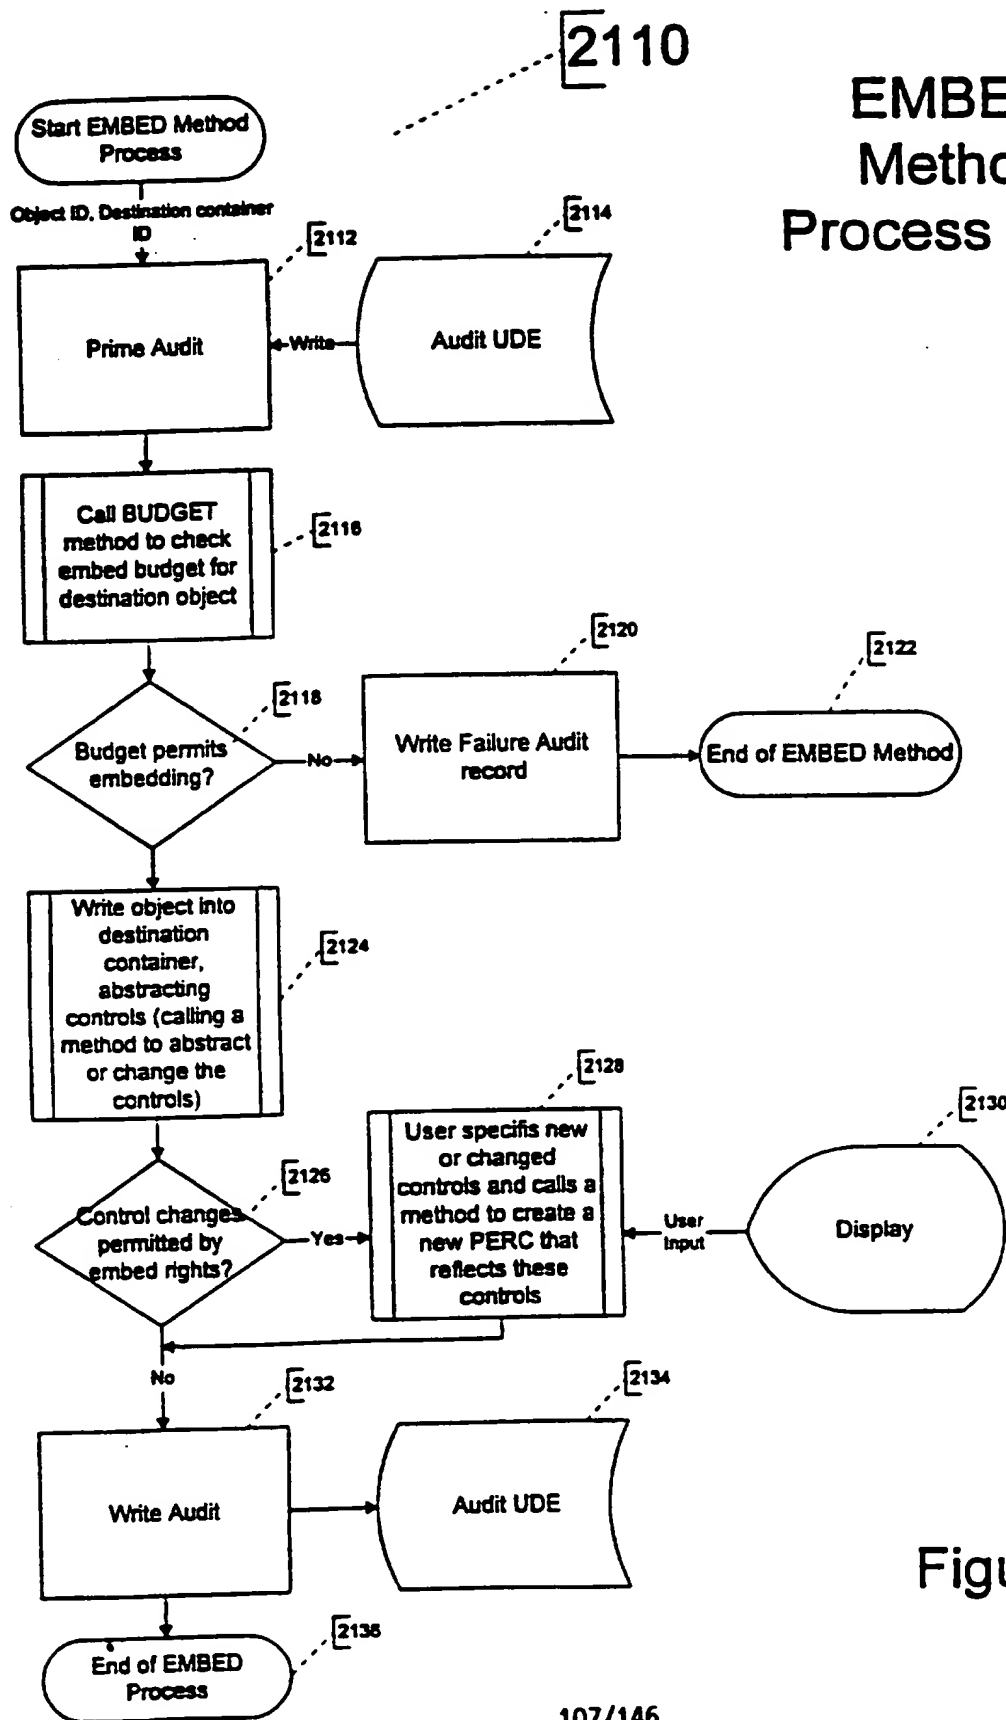 2110
EMBE
Metho
Process
Start EMBED Method
Process
Object ID, Destination container
ID
2112
2114
Prime Audit
Write
Audit UDE
Call BUDGET
method to check
embed budget for
destination object
2116
2118
2120
2122
Budget permits
embedding?
No
Write Failure Audit
record
End of EMBED Method
Write object into
destination
container,
abstracting
controls (calling a
method to abstract
or change the
controls)
2124
2126
2128
2130
Control changes
permitted by
embed rights?
Yes
User specifis new
or changed
controls and calls a
method to create a
new PERC that
reflects these
controls
User
Input
Display
No
2132
2134
Write Audit
Audit UDE
Figu
2136
End of EMBED
Process
107/146